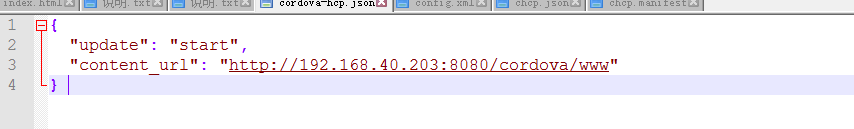 index.html 说明.txt 说明.txt cordova-hcp.json config.xml chcp.json chcp.manifest
1 {
2 "update": "start",
3 "content_url": "http://192.168.40.203:8080/cordova/www"
4 }